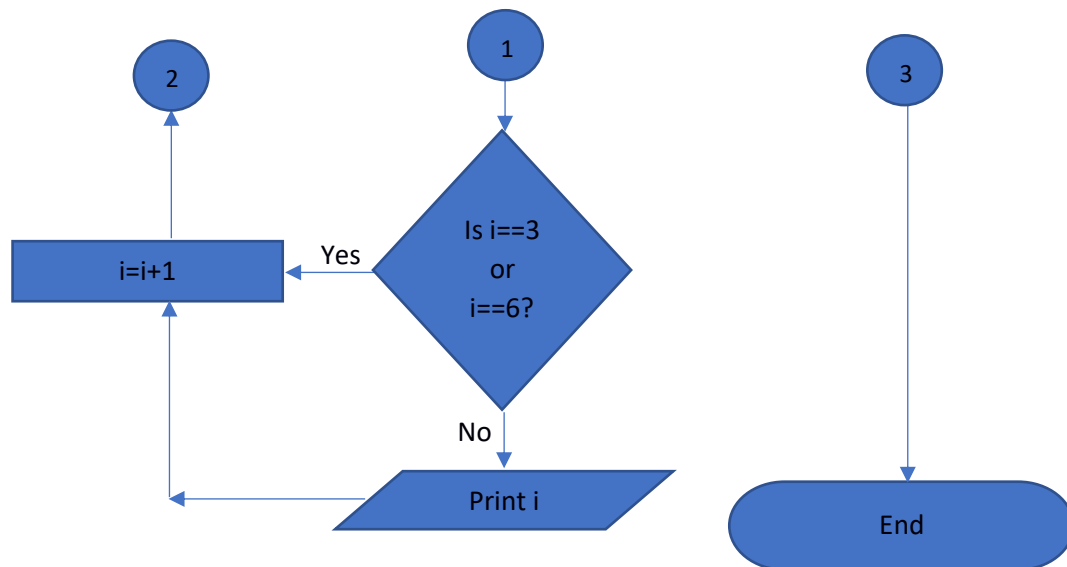 1
2
3
Is i==3
or
i==6?
Yes
i=i+1
No
Print i
End